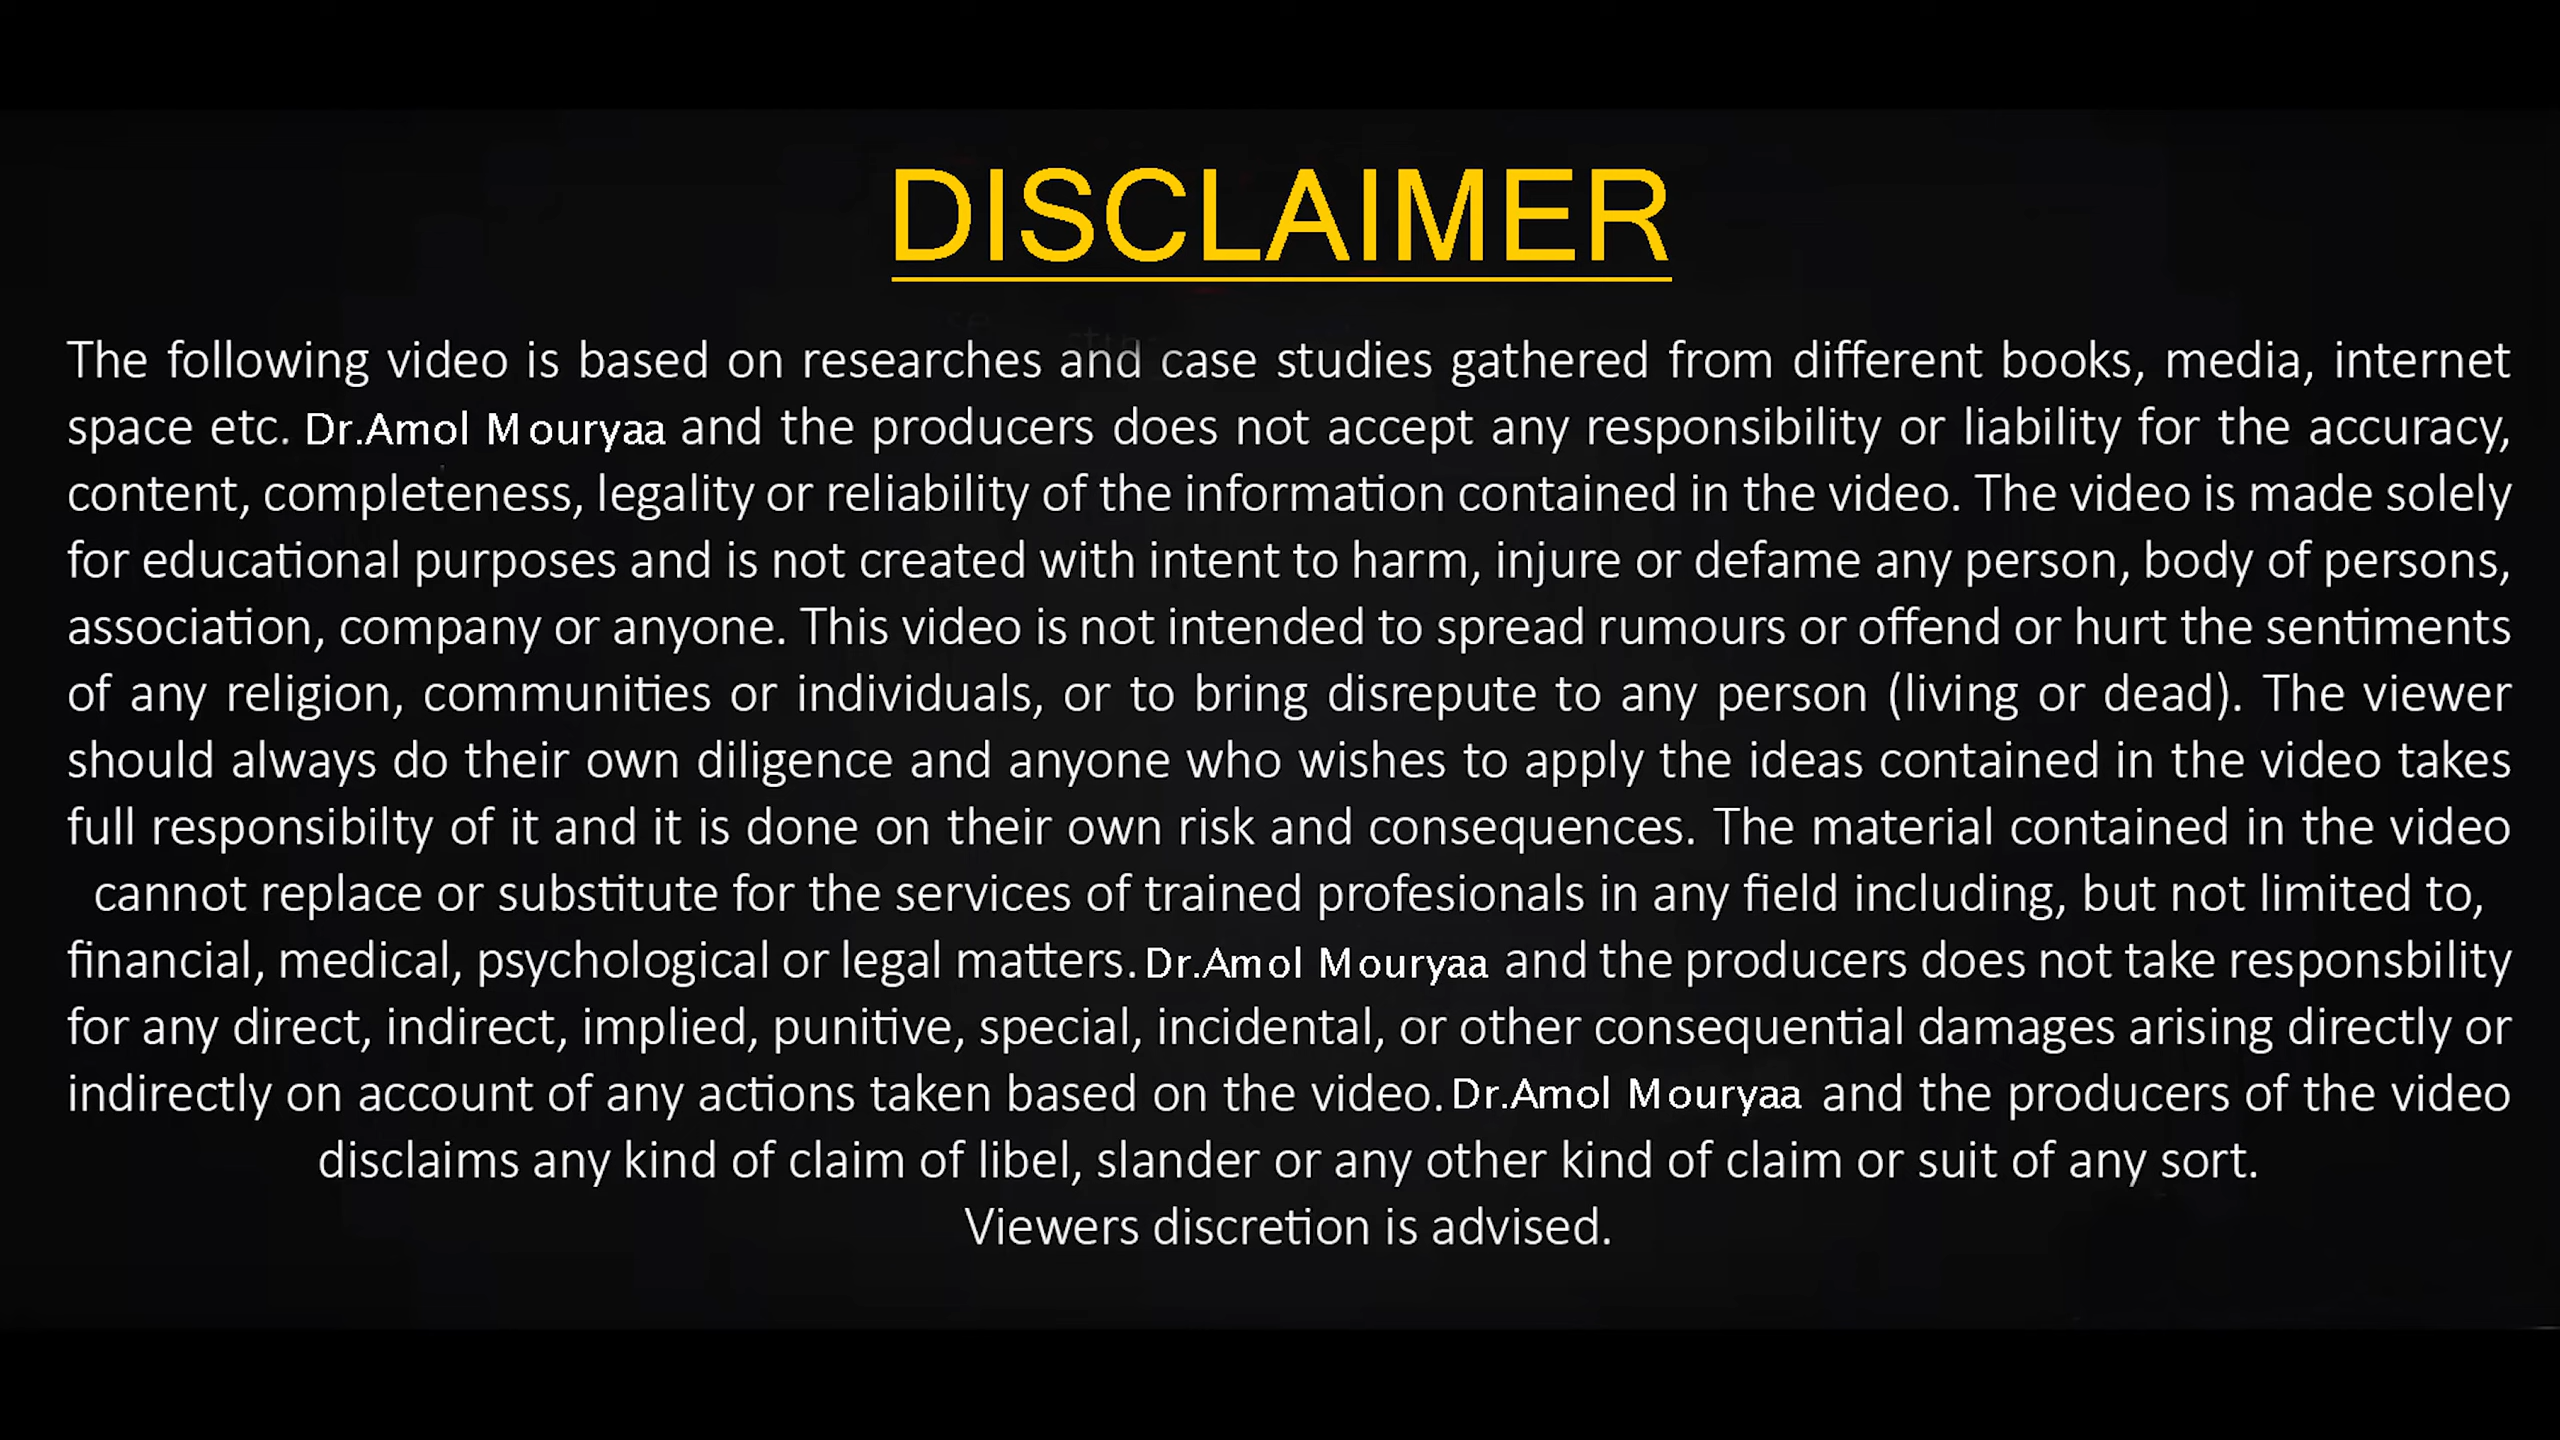 DISCLAIMER
The following video is based on researches and case studies gathered from different books, media, internet
space etc. Dr.Amol Mouryaa and the producers does not accept any responsibility or liability for the accuracy,
content, completeness, legality or reliability of the information contained in the video. The video is made solely
for educational purposes and is not created with intent to harm, injure or defame any person, body of persons,
association, company or anyone. This video is not intended to spread rumours or offend or hurt the sentiments
of any religion, communities or individuals, or to bring disrepute to any person (living or dead). The viewer
should always do their own diligence and anyone who wishes to apply the ideas contained in the video takes
full responsibilty of it and it is done on their own risk and consequences. The material contained in the video
cannot replace or substitute for the services of trained profesionals in any field including, but not limited to,
financial, medical, psychological or legal matters. Dr.Amol Mouryaa and the producers does not take responsbility
for any direct, indirect, implied, punitive, special, incidental, or other consequential damages arising directly or
indirectly on account of any actions taken based on the video. Dr.Amol Mouryaa and the producers of the video
disclaims any kind of claim of libel, slander or any other kind of claim or suit of any sort.
Viewers discretion is advised.